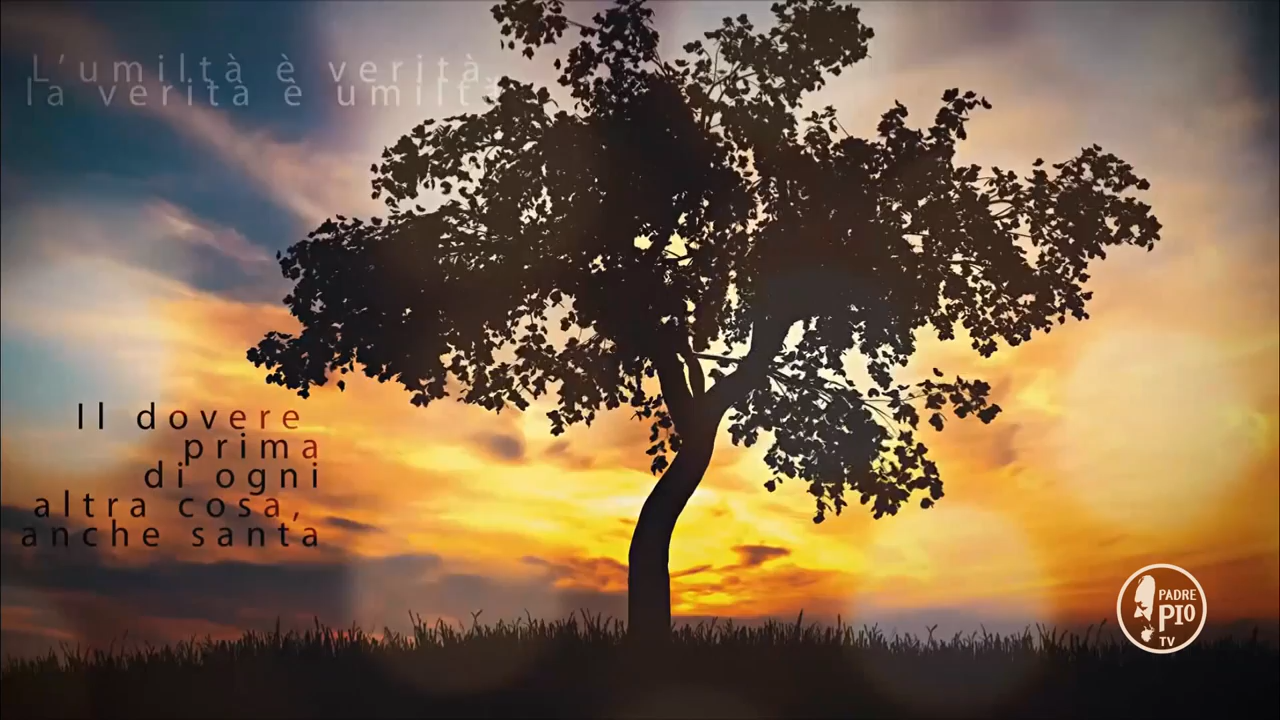 L'umiltà è verità,
la verità è umiltà
Il dovere
prima
di ogni
altra cosa,
anche santa
PADRE
PIO
TV